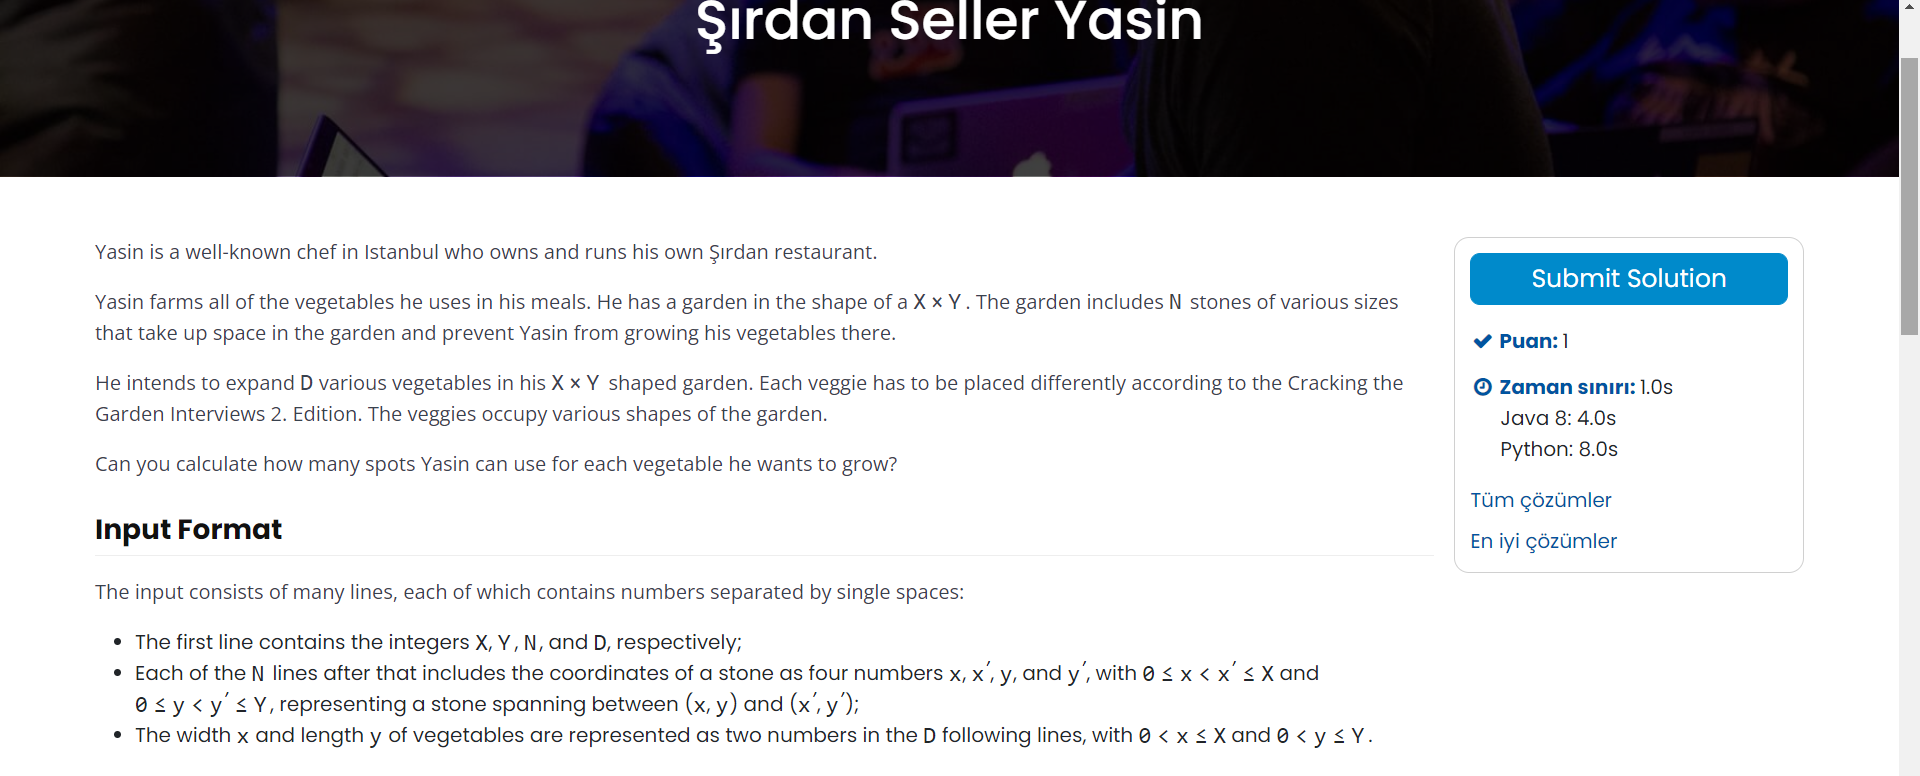 Şırdan Seller Yasin
Yasin is a well-known chef in Istanbul who owns and runs his own Şırdan restaurant.
Yasin farms all of the vegetables he uses in his meals. He has a garden in the shape of a X × Y. The garden includes N stones of various sizes
that take up space in the garden and prevent Yasin from growing his vegetables there.
He intends to expand D various vegetables in his X × Y shaped garden. Each veggie has to be placed differently according to the Cracking the
Garden Interviews 2. Edition. The veggies occupy various shapes of the garden.
Can you calculate how many spots Yasin can use for each vegetable he wants to grow?
Input Format
The input consists of many lines, each of which contains numbers separated by single spaces:
• The first line contains the integers X, Y, N, and D, respectively;
• Each of the N lines after that includes the coordinates of a stone as four numbers x, x′, y, and y′, with 0 ≤ x < x′ ≤ X and
0 ≤ y < y′ ≤ Y, representing a stone spanning between (x, y) and (x′, y′);
• The width x and length y of vegetables are represented as two numbers in the D following lines, with 0 < x ≤ X and 0 < y ≤ Y.
Submit Solution
Puan: 1
Zaman sınırı: 1.0s
Java 8: 4.0s
Python: 8.0s
Tüm çözümler
En iyi çözümler